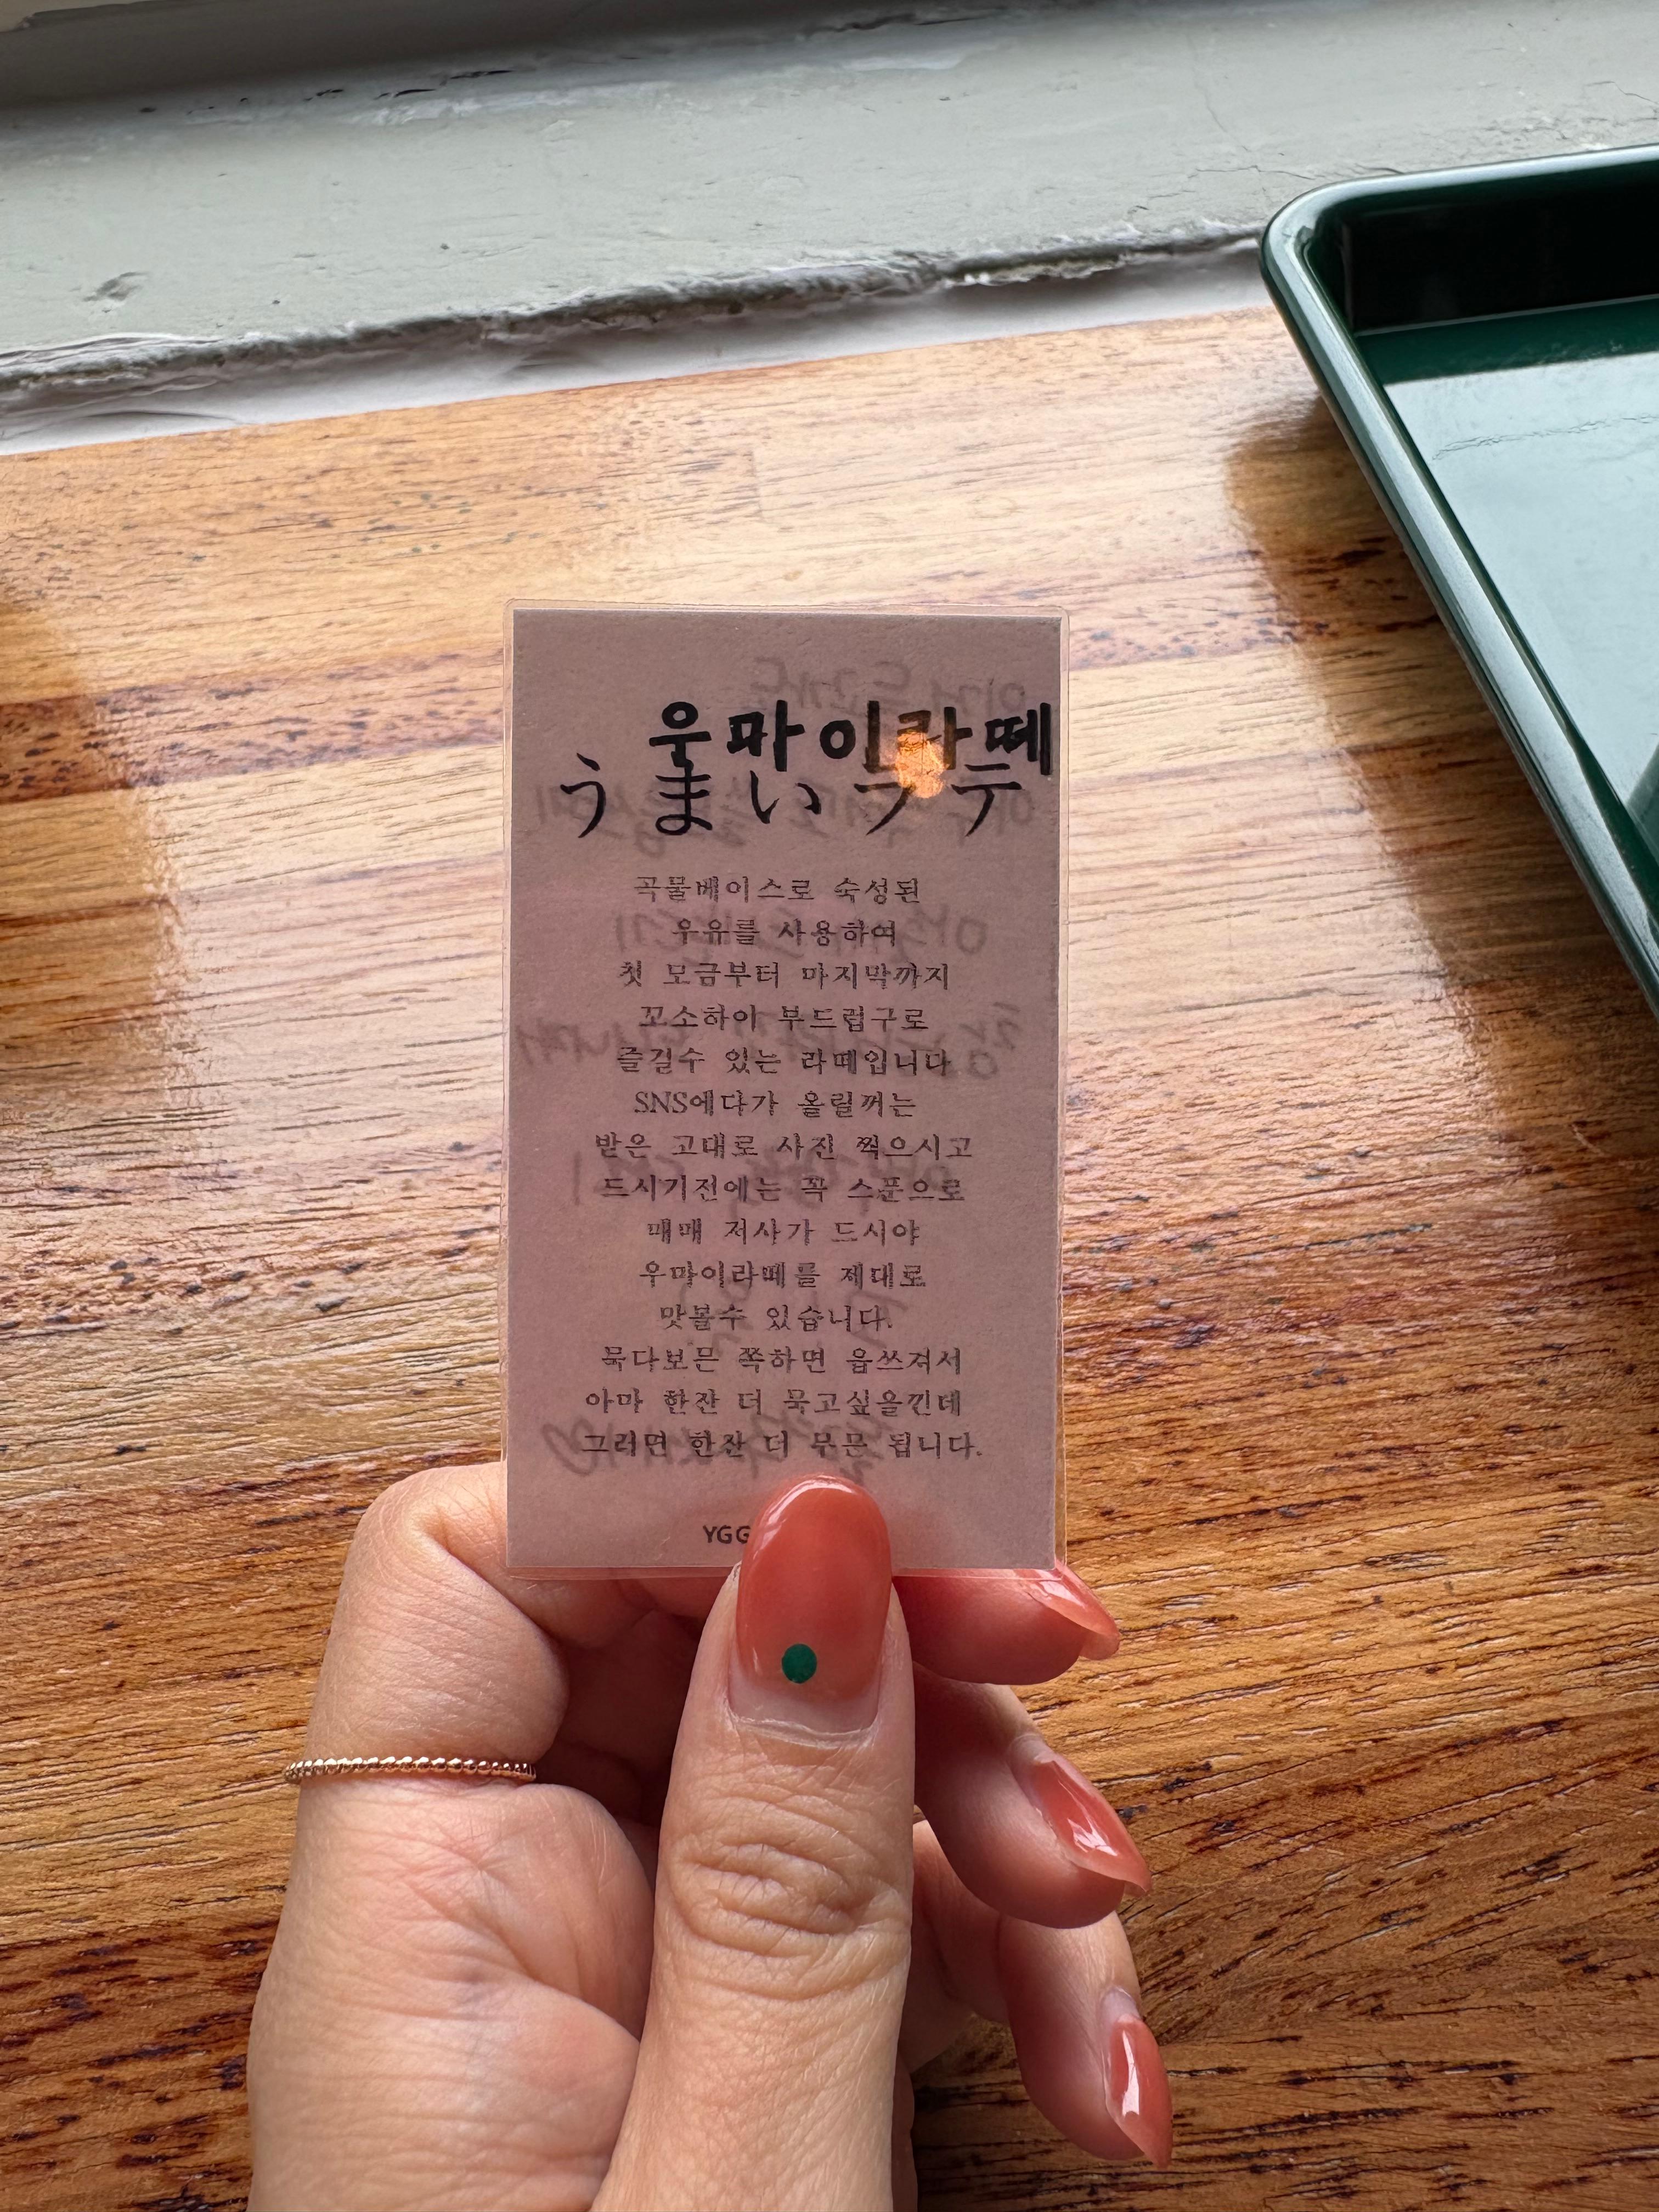 우마이라떼
うまいラテ
곡물베이스로 숙성된
우유를 사용하여
첫 모금부터 마지막까지
꼬소하이 부드럽구로
즐길수 있는 라떼입니다
SNS에다가 올릴꺼는
받은 고대로 사진 찍으시고
드시기전에는 꼭 스푼으로
매매 저사가 드시야
우마이라떼를 제대로
맛볼수 있습니다.
묵다보믄 쭉하면 읍쓰져서
아마 한잔 더 묵고싶을낀데
그러면 한잔 더 무믄 됩니다.
YGG